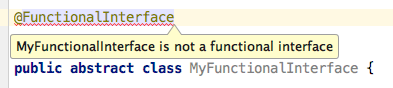 @FunctionalInterface
MyFunctionalInterface is not a functional interface
public abstract class MyFunctionalInterface {